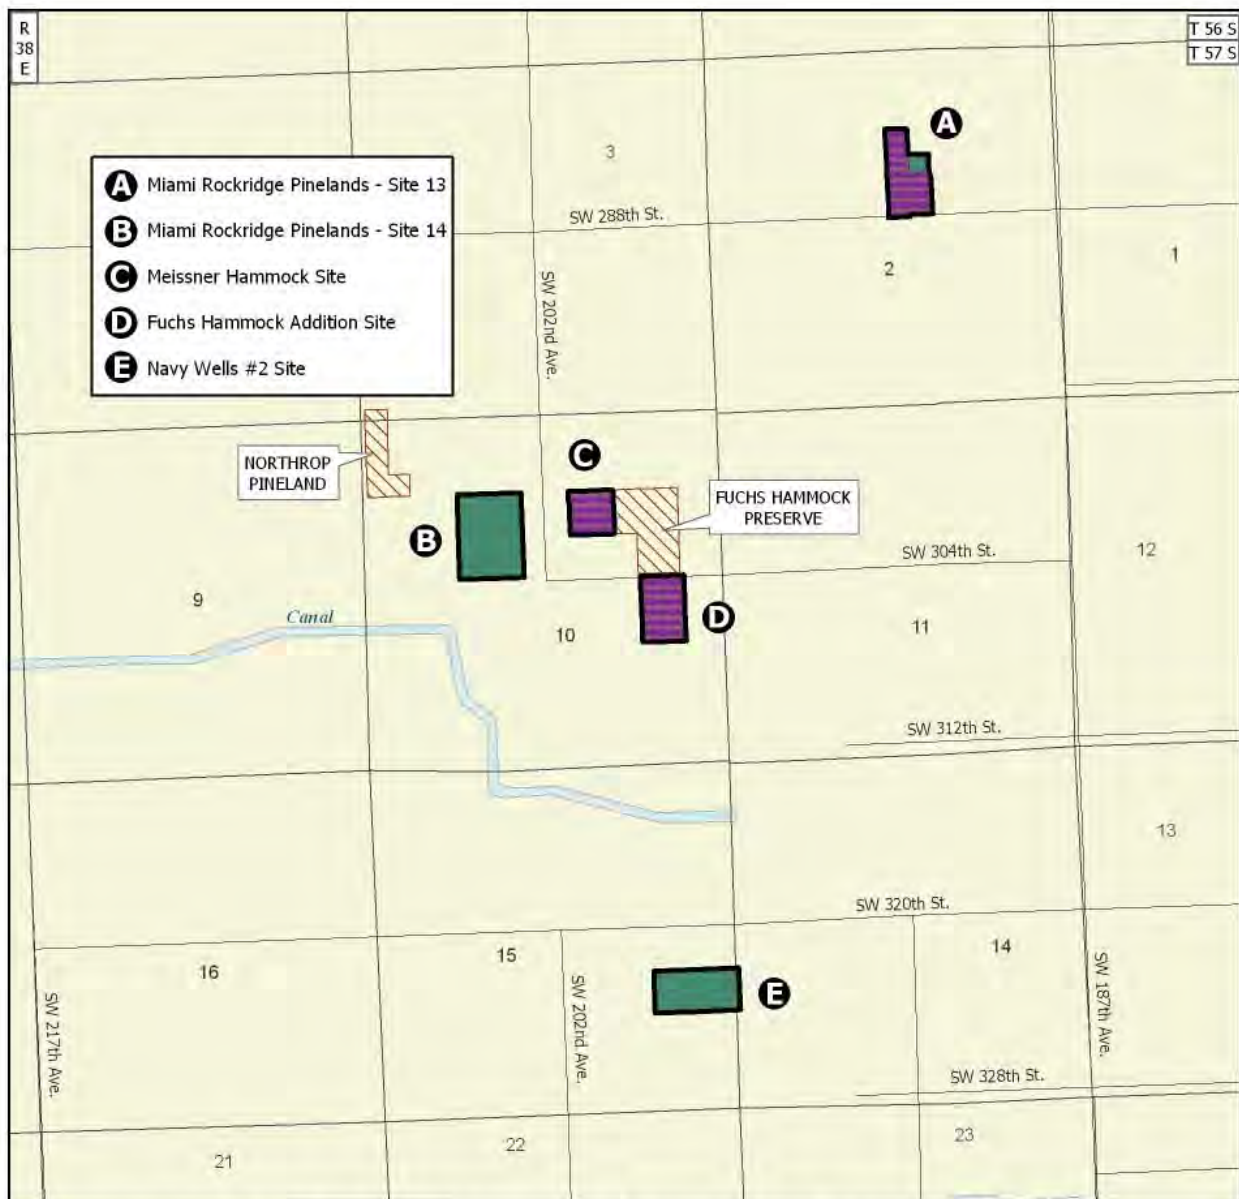 R
38
E
T 56 S
T 57 S
A
3
A Miami Rockridge Pinelands - Site 13
B Miami Rockridge Pinelands - Site 14
C Meissner Hammock Site
D Fuchs Hammock Addition Site
E Navy Wells #2 Site
SW 288th St.
2
1
SW 202nd Ave.
NORTHROP
PINELAND
C
FUCHS HAMMOCK
PRESERVE
B
SW 304th St.
12
9
Canal
10
D
11
SW 312th St.
13
SW 320th St.
16
15
14
E
SW 217th Ave.
SW 202nd Ave.
SW 187th Ave.
SW 328th St.
21
22
23